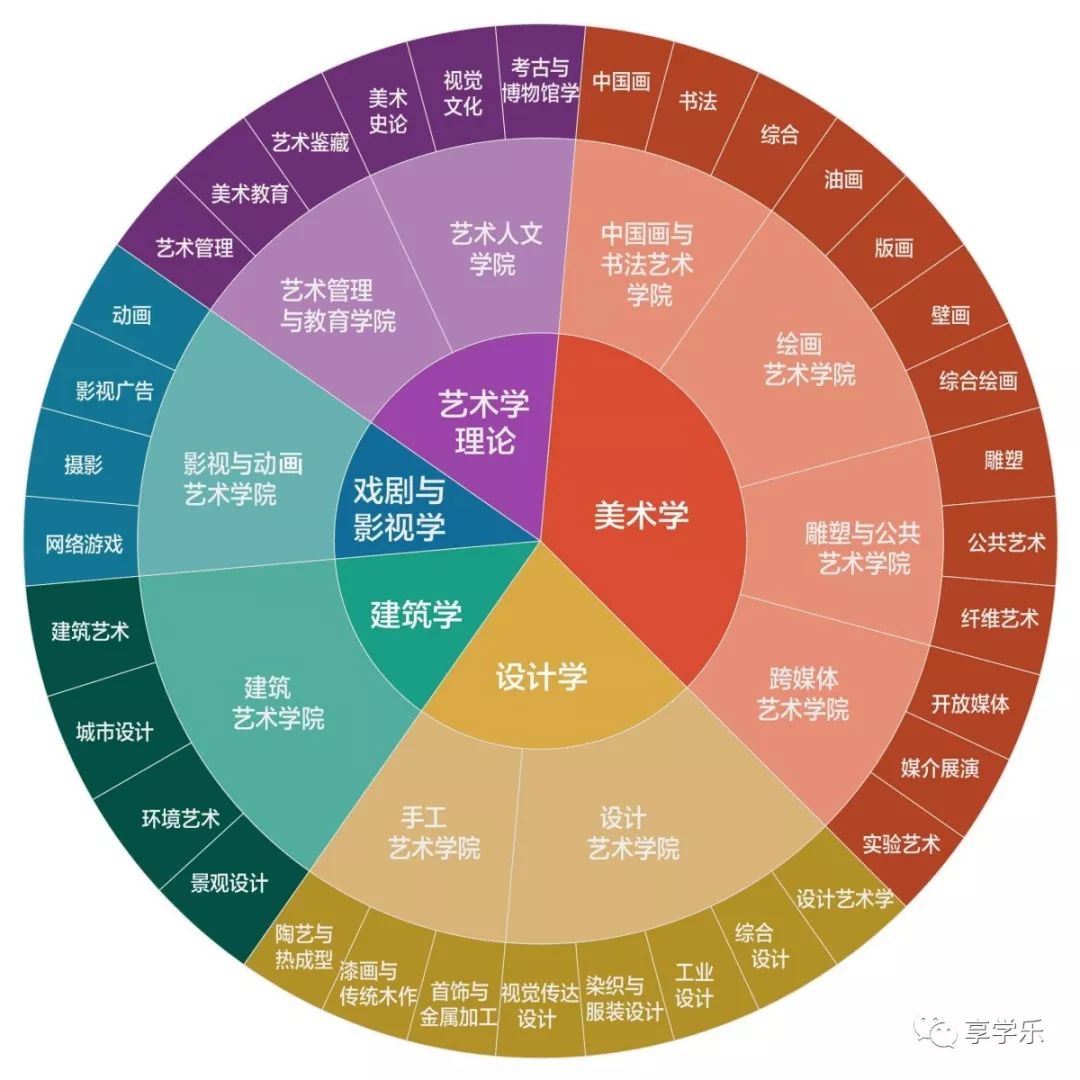 艺术学
理论
美术学
设计学
建筑学
戏剧与
影视学
艺术人文
学院
中国画与
书法艺术
学院
绘画
艺术学院
雕塑与公共
艺术学院
跨媒体
艺术学院
设计
艺术学院
手工
艺术学院
建筑
艺术学院
影视与动画
艺术学院
艺术管理
与教育学院
考古与
博物馆学
中国画
书法
综合
油画
版画
壁画
综合绘画
雕塑
公共艺术
纤维艺术
开放媒体
媒介展演
实验艺术
设计艺术学
综合
设计
工业
设计
染织与
服装设计
视觉传达
设计
首饰与
金属加工
漆画与
传统木作
陶艺与
热成型
景观设计
环境艺术
城市设计
建筑艺术
网络游戏
摄影
影视广告
动画
艺术管理
美术教育
艺术鉴藏
美术
史论
视觉
文化
享学乐